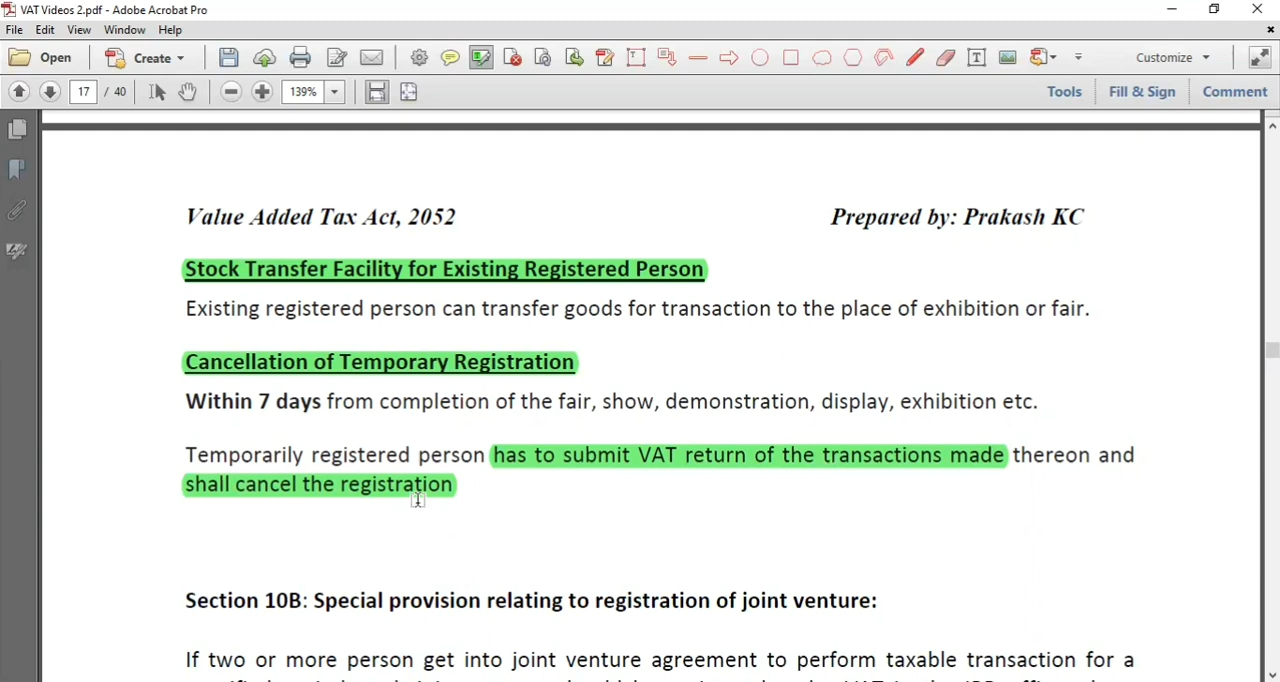 VAT Videos 2.pdf - Adobe Acrobat Pro
File Edit View Window Help
Open Create Customize
17 / 40 139% Tools Fill & Sign Comment
Value Added Tax Act, 2052 Prepared by: Prakash KC
Stock Transfer Facility for Existing Registered Person
Existing registered person can transfer goods for transaction to the place of exhibition or fair.
Cancellation of Temporary Registration
Within 7 days from completion of the fair, show, demonstration, display, exhibition etc.
Temporarily registered person has to submit VAT return of the transactions made thereon and
shall cancel the registration
Section 10B: Special provision relating to registration of joint venture:
If two or more person get into joint venture agreement to perform taxable transaction for a